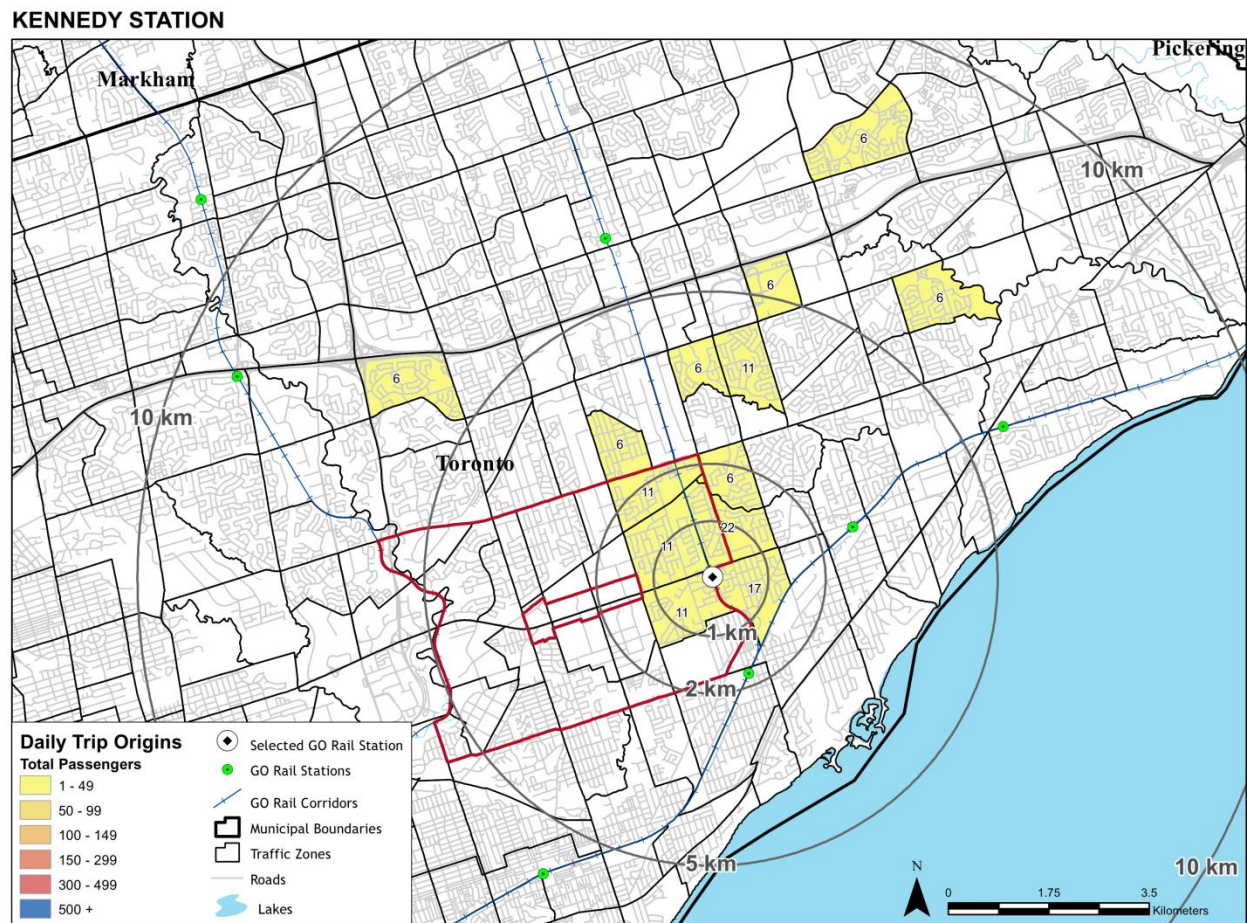 KENNEDY STATION
Pickering
Markham
6
10 km
6
6
6
11
6
10 km
6
Toronto
6
11
22
11
17
11
1 km
2 km
5 km
10 km
Daily Trip Origins
Total Passengers
1 - 49
50 - 99
100 - 149
150 - 299
300 - 499
500 +
Selected GO Rail Station
GO Rail Stations
GO Rail Corridors
Municipal Boundaries
Traffic Zones
Roads
Lakes
N
0 1.75 3.5
Kilometers